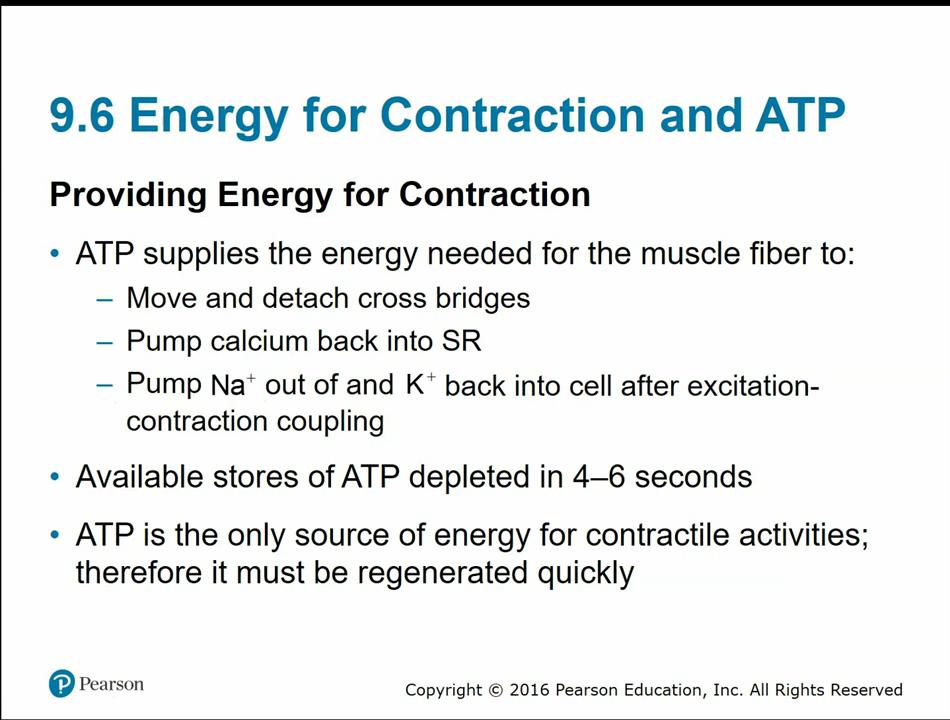 9.6 Energy for Contraction and ATP
Providing Energy for Contraction
• ATP supplies the energy needed for the muscle fiber to:
– Move and detach cross bridges
– Pump calcium back into SR
– Pump Na⁺ out of and K⁺ back into cell after excitation-
contraction coupling
• Available stores of ATP depleted in 4–6 seconds
• ATP is the only source of energy for contractile activities;
therefore it must be regenerated quickly
P Pearson
Copyright © 2016 Pearson Education, Inc. All Rights Reserved